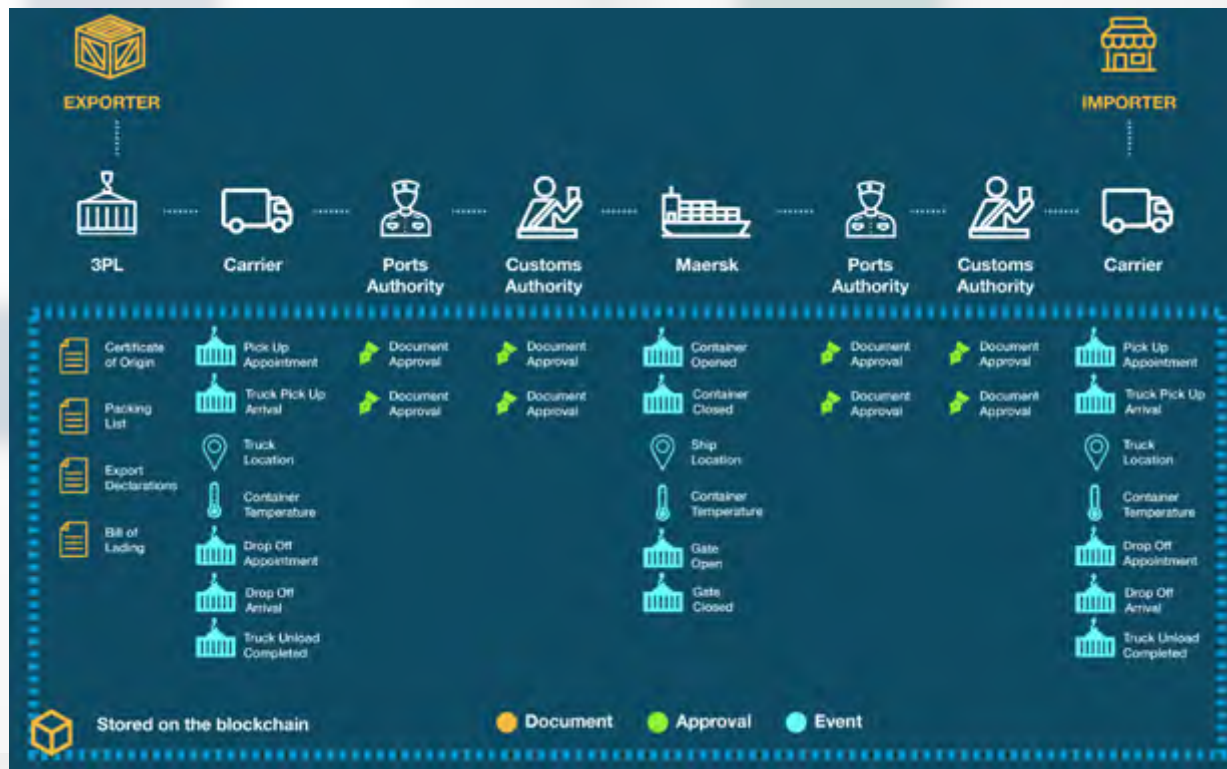 EXPORTER
IMPORTER
3PL
Carrier
Ports
Authority
Customs
Authority
Maersk
Ports
Authority
Customs
Authority
Carrier
Certificate
of Origin
Packing
List
Export
Declarations
Bill of
Lading
Pick Up
Appointment
Truck Pick Up
Arrival
Truck
Location
Container
Temperature
Drop Off
Appointment
Drop Off
Arrival
Truck Unload
Completed
Document
Approval
Document
Approval
Document
Approval
Document
Approval
Container
Opened
Container
Closed
Ship
Location
Container
Temperature
Gate
Open
Gate
Closed
Document
Approval
Document
Approval
Document
Approval
Document
Approval
Pick Up
Appointment
Truck Pick Up
Arrival
Truck
Location
Container
Temperature
Drop Off
Appointment
Drop Off
Arrival
Truck Unload
Completed
Stored on the blockchain
Document
Approval
Event